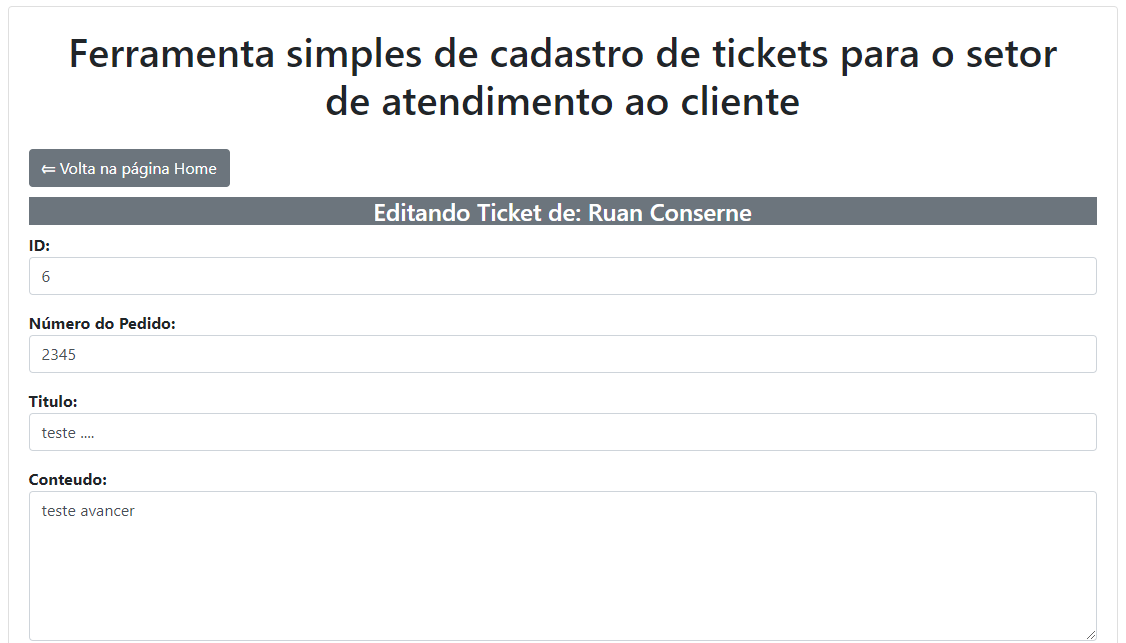 Ferramenta simples de cadastro de tickets para o setor
de atendimento ao cliente
⇐ Volta na página Home
Editando Ticket de: Ruan Conserne
ID:
6
Número do Pedido:
2345
Titulo:
teste ....
Conteudo:
teste avancer